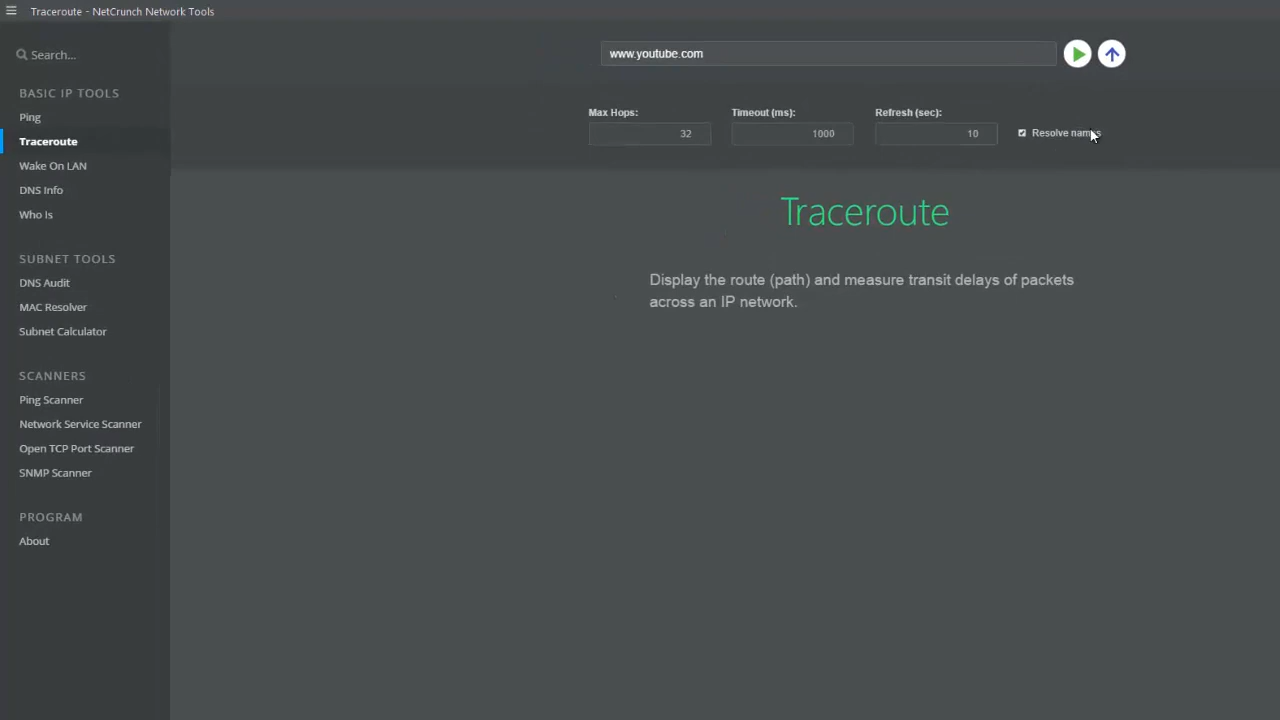 Traceroute - NetCrunch Network Tools
Search...
www.youtube.com
BASIC IP TOOLS
Ping
Traceroute
Wake On LAN
DNS Info
Who Is
SUBNET TOOLS
DNS Audit
MAC Resolver
Subnet Calculator
SCANNERS
Ping Scanner
Network Service Scanner
Open TCP Port Scanner
SNMP Scanner
PROGRAM
About
Max Hops:
32
Timeout (ms):
1000
Refresh (sec):
10
Resolve names
Traceroute
Display the route (path) and measure transit delays of packets
across an IP network.